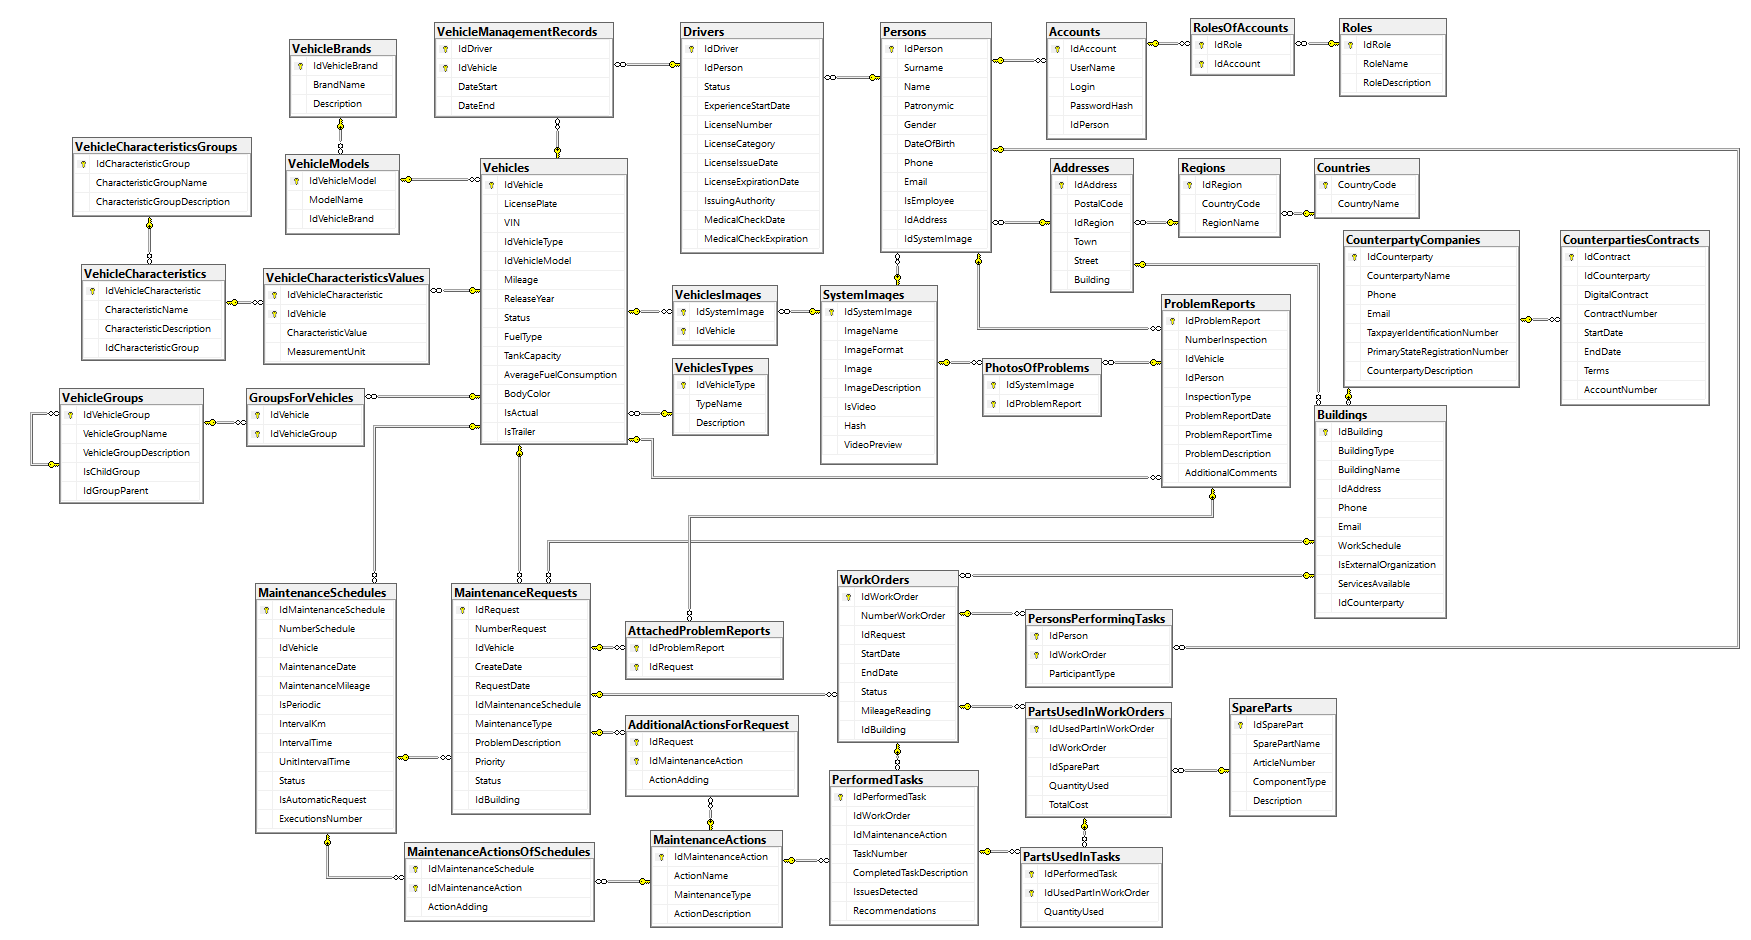 VehicleBrands
IdVehicleBrand
BrandName
Description
VehicleManagementRecords
IdDriver
IdVehicle
DateStart
DateEnd
Drivers
IdDriver
IdPerson
Status
ExperienceStartDate
LicenseNumber
LicenseCategory
LicenseIssueDate
LicenseExpirationDate
IssuingAuthority
MedicalCheckDate
MedicalCheckExpiration
Persons
IdPerson
Surname
Name
Patronymic
Gender
DateOfBirth
Phone
Email
IsEmployee
IdAddress
IdSystemImage
Accounts
IdAccount
UserName
Login
PasswordHash
IdPerson
RolesOfAccounts
IdRole
IdAccount
Roles
IdRole
RoleName
RoleDescription
VehicleCharacteristicsGroups
IdCharacteristicGroup
CharacteristicGroupName
CharacteristicGroupDescription
VehicleModels
IdVehicleModel
ModelName
IdVehicleBrand
Vehicles
IdVehicle
LicensePlate
VIN
IdVehicleType
IdVehicleModel
Mileage
ReleaseYear
Status
FuelType
TankCapacity
AverageFuelConsumption
BodyColor
IsActual
IsTrailer
Addresses
IdAddress
PostalCode
IdRegion
Town
Street
Building
Regions
IdRegion
CountryCode
RegionName
Countries
CountryCode
CountryName
CounterpartyCompanies
IdCounterparty
CounterpartyName
Phone
Email
TaxpayerIdentificationNumber
PrimaryStateRegistrationNumber
CounterpartyDescription
CounterpartiesContracts
IdContract
IdCounterparty
DigitalContract
ContractNumber
StartDate
EndDate
Terms
AccountNumber
VehicleCharacteristics
IdVehicleCharacteristic
CharacteristicName
CharacteristicDescription
IdCharacteristicGroup
VehicleCharacteristicsValues
IdVehicleCharacteristic
IdVehicle
CharacteristicValue
MeasurementUnit
VehiclesImages
IdSystemImage
IdVehicle
SystemImages
IdSystemImage
ImageName
ImageFormat
Image
ImageDescription
IsVideo
Hash
VideoPreview
ProblemReports
IdProblemReport
NumberInspection
IdVehicle
IdPerson
InspectionType
ProblemReportDate
ProblemReportTime
ProblemDescription
AdditionalComments
VehiclesTypes
IdVehicleType
TypeName
Description
PhotosOfProblems
IdSystemImage
IdProblemReport
VehicleGroups
IdVehicleGroup
VehicleGroupName
VehicleGroupDescription
IsChildGroup
IdGroupParent
GroupsForVehicles
IdVehicle
IdVehicleGroup
Buildings
IdBuilding
BuildingType
BuildingName
IdAddress
Phone
Email
WorkSchedule
IsExternalOrganization
ServicesAvailable
IdCounterparty
MaintenanceSchedules
IdMaintenanceSchedule
NumberSchedule
IdVehicle
MaintenanceDate
MaintenanceMileage
IsPeriodic
IntervalKm
IntervalTime
UnitIntervalTime
Status
IsAutomaticRequest
ExecutionsNumber
MaintenanceRequests
IdRequest
NumberRequest
IdVehicle
CreateDate
RequestDate
IdMaintenanceSchedule
MaintenanceType
ProblemDescription
Priority
Status
IdBuilding
AttachedProblemReports
IdProblemReport
IdRequest
WorkOrders
IdWorkOrder
NumberWorkOrder
IdRequest
StartDate
EndDate
Status
MileageReading
IdBuilding
PersonsPerformingTasks
IdPerson
IdWorkOrder
ParticipantType
AdditionalActionsForRequest
IdRequest
IdMaintenanceAction
ActionAdding
PartsUsedInWorkOrders
IdUsedPartInWorkOrder
IdWorkOrder
IdSparePart
QuantityUsed
TotalCost
SpareParts
IdSparePart
SparePartName
ArticleNumber
ComponentType
Description
PerformedTasks
IdPerformedTask
IdWorkOrder
IdMaintenanceAction
TaskNumber
CompletedTaskDescription
IssuesDetected
Recommendations
MaintenanceActionsOfSchedules
IdMaintenanceSchedule
IdMaintenanceAction
ActionAdding
MaintenanceActions
IdMaintenanceAction
ActionName
MaintenanceType
ActionDescription
PartsUsedInTasks
IdPerformedTask
IdUsedPartInWorkOrder
QuantityUsed